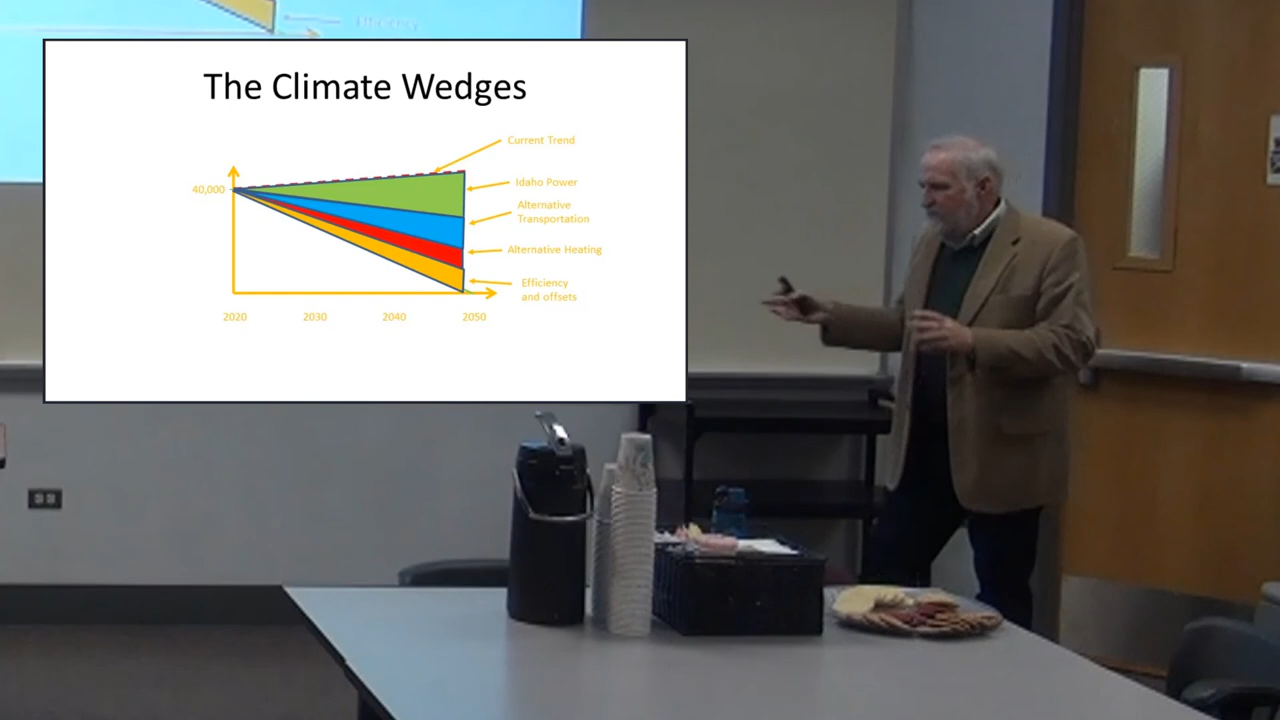 Efficiency
The Climate Wedges
Current Trend
40,000
Idaho Power
Alternative
Transportation
Alternative Heating
Efficiency
and offsets
2020 2030 2040 2050